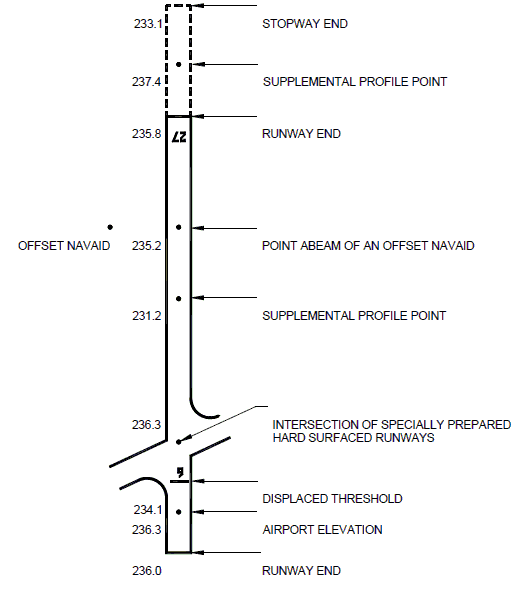 233.1 STOPWAY END
237.4 SUPPLEMENTAL PROFILE POINT
235.8 RUNWAY END
27
OFFSET NAVAID 235.2 POINT ABEAM OF AN OFFSET NAVAID
231.2 SUPPLEMENTAL PROFILE POINT
236.3 INTERSECTION OF SPECIALLY PREPARED
HARD SURFACED RUNWAYS
9
DISPLACED THRESHOLD
234.1
236.3 AIRPORT ELEVATION
236.0 RUNWAY END